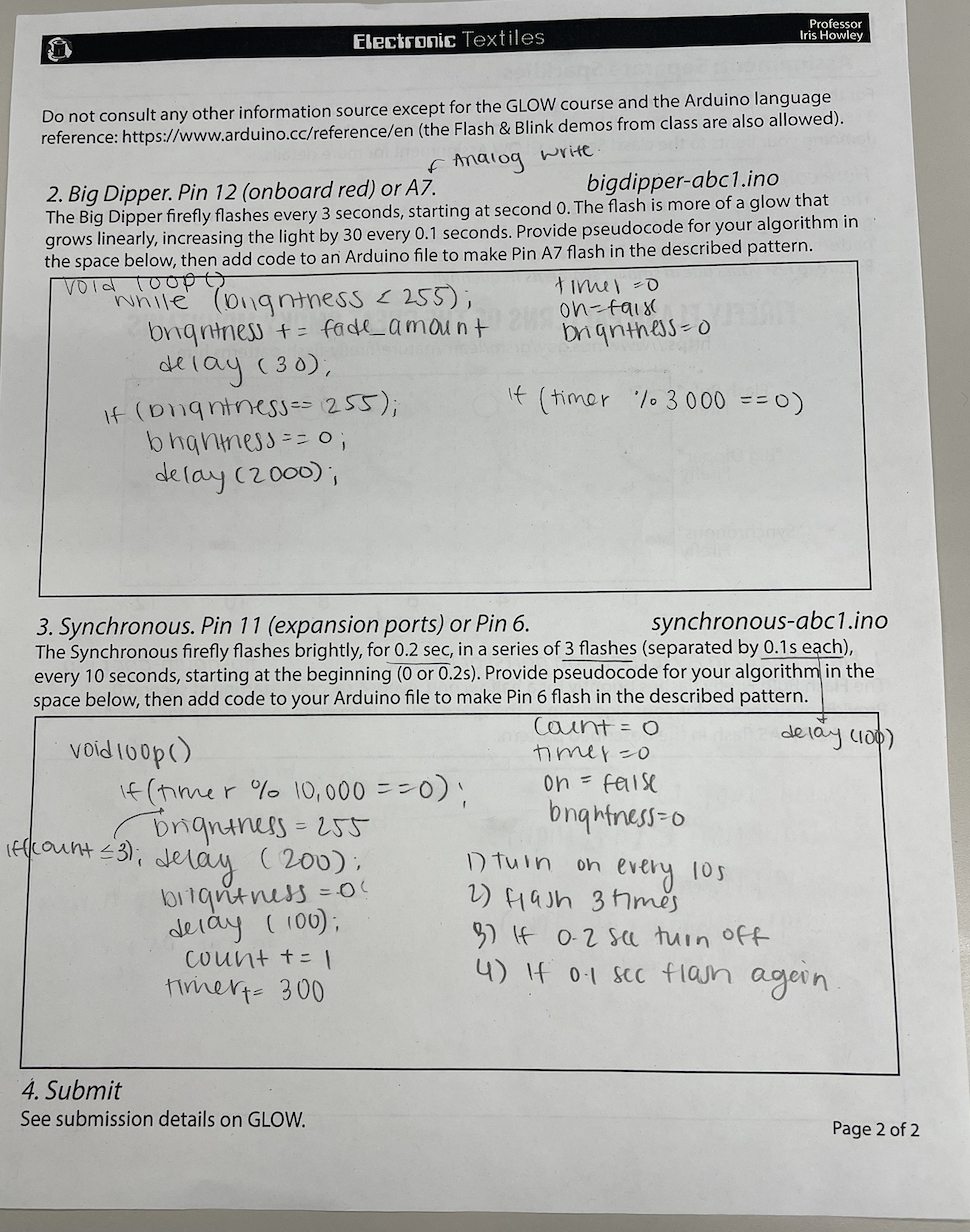 Electronic Textiles
Professor
Iris Howley
Do not consult any other information source except for the GLOW course and the Arduino language
reference: https://www.arduino.cc/reference/en (the Flash & Blink demos from class are also allowed).
Analog write.
2. Big Dipper. Pin 12 (onboard red) or A7.
bigdipper-abc1.ino
The Big Dipper firefly flashes every 3 seconds, starting at second 0. The flash is more of a glow that
grows linearly, increasing the light by 30 every 0.1 seconds. Provide pseudocode for your algorithm in
the space below, then add code to an Arduino file to make Pin A7 flash in the described pattern.
void loop()
while (brightness < 255);
brightness += fade_amount
delay (30);
if (brightness== 255);
brightness == 0;
delay (2000);
timer =0
on=false
brightness=0
if (timer % 3000 ==0)
3. Synchronous. Pin 11 (expansion ports) or Pin 6.
synchronous-abc1.ino
The Synchronous firefly flashes brightly, for 0.2 sec, in a series of 3 flashes (separated by 0.1s each),
every 10 seconds, starting at the beginning (0 or 0.2s). Provide pseudocode for your algorithm in the
space below, then add code to your Arduino file to make Pin 6 flash in the described pattern.
delay (100)
void loop()
if (timer % 10,000 ==0);
brightness = 255
if(count ≤3); delay (200);
brightness =0
delay (100);
count += 1
timer+= 300
count = 0
timer =0
on = false
brightness=0
1) turn on every 10s
2) flash 3 times
3) if 0.2 sec turn off
4) if 0.1 sec flash again.
4. Submit
See submission details on GLOW.
Page 2 of 2